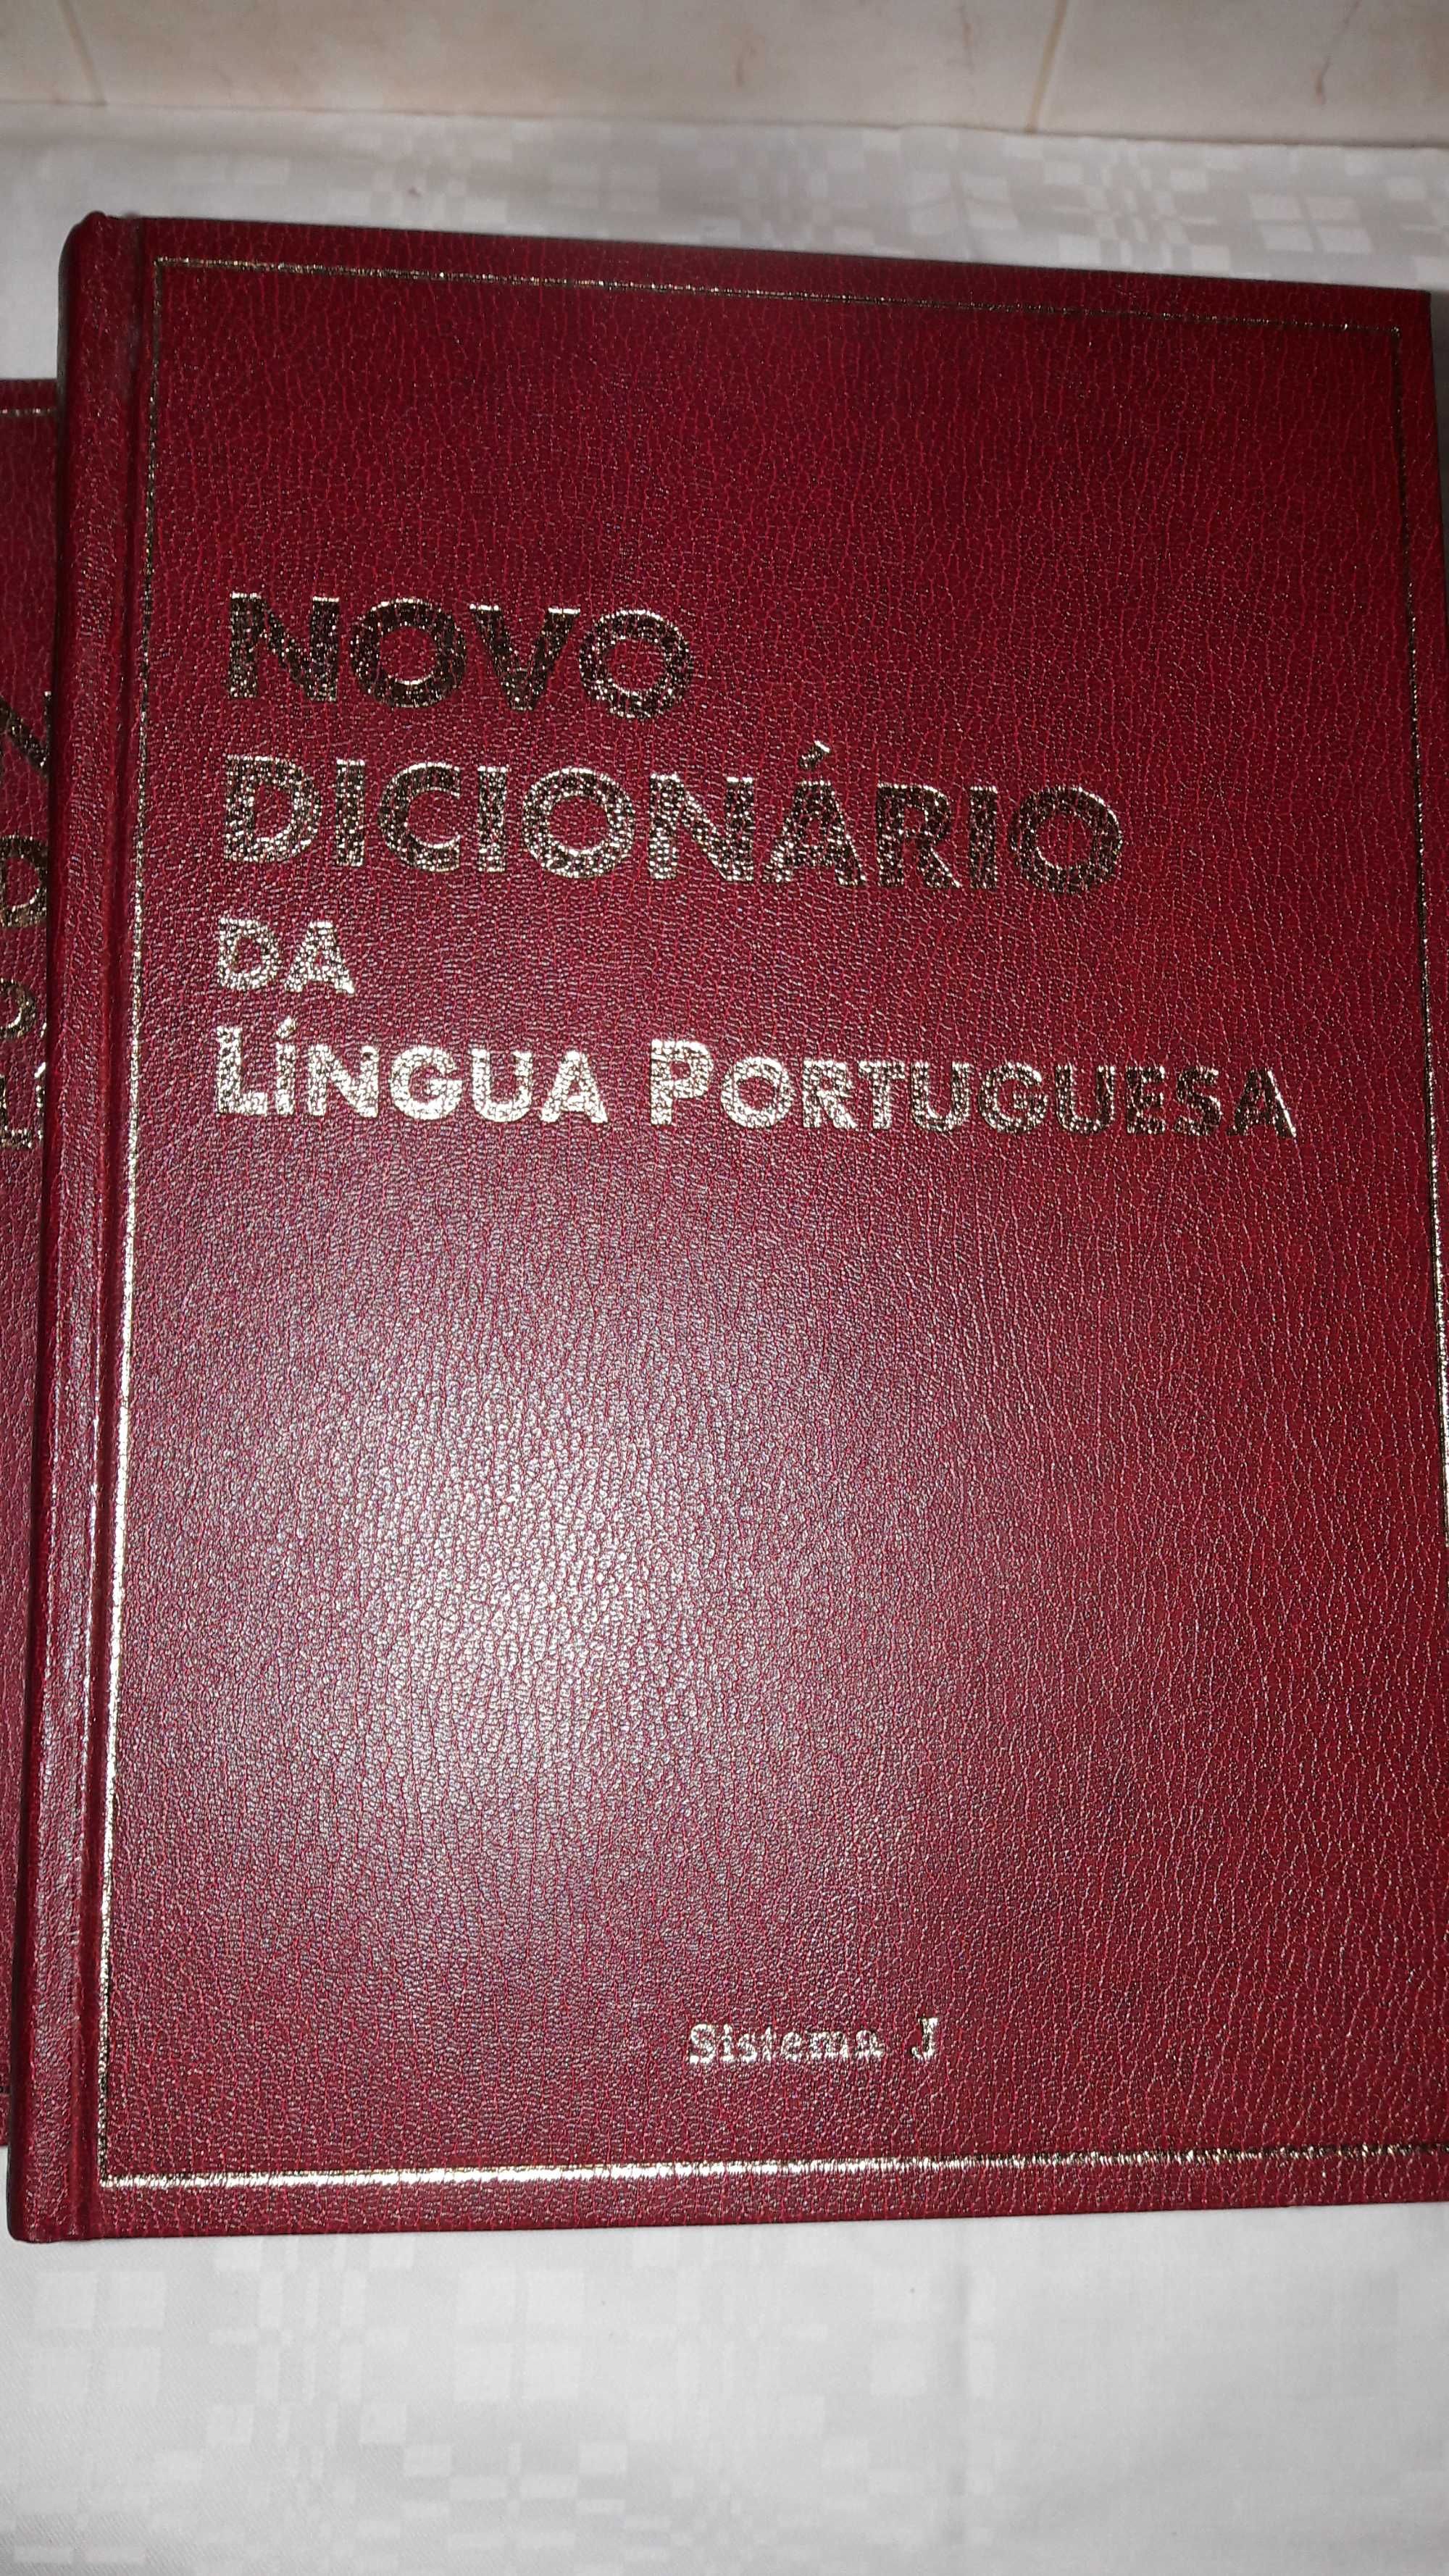 NOVO
DICIONÁRIO
DA
LÍNGUA PORTUGUESA
Sistema J